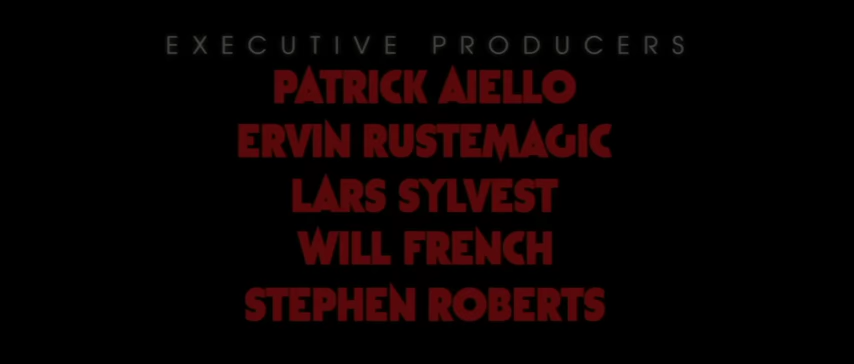 EXECUTIVE PRODUCERS
PATRICK AIELLO
ERVIN RUSTEMAGIC
LARS SYLVEST
WILL FRENCH
STEPHEN ROBERTS